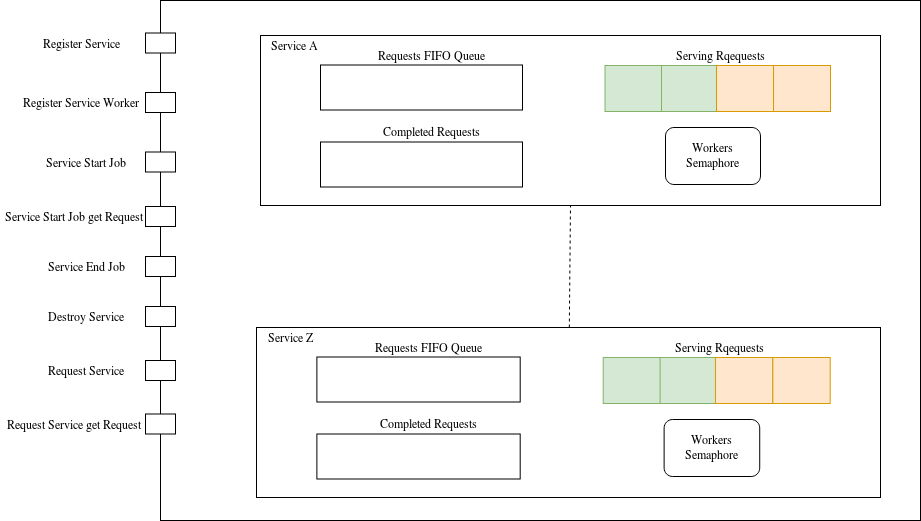 Register Service
Register Service Worker
Service Start Job
Service Start Job get Request
Service End Job
Destroy Service
Request Service
Request Service get Request
Service A
Requests FIFO Queue
Serving Rqequests
Completed Requests
Workers
Semaphore
Service Z
Requests FIFO Queue
Serving Rqequests
Completed Requests
Workers
Semaphore